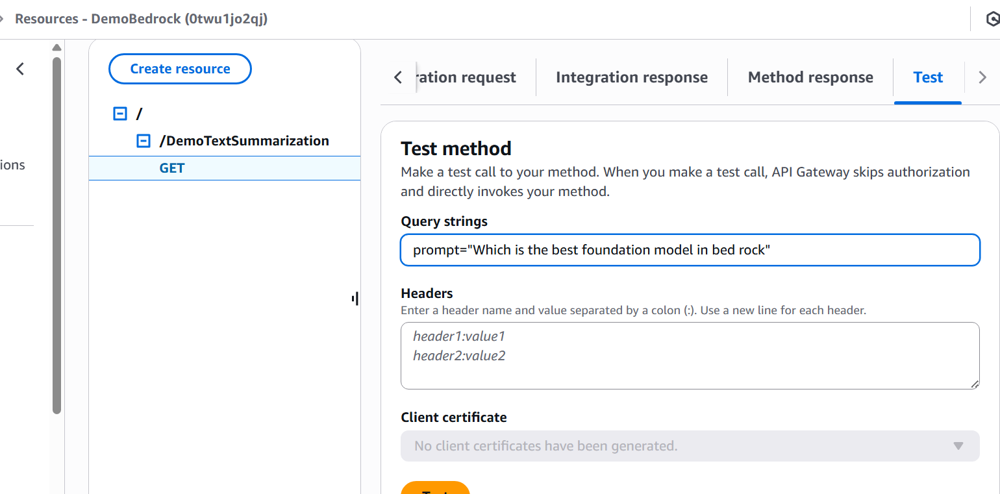 Resources - DemoBedrock (0twu1jo2qj)
Create resource
/
/DemoTextSummarization
GET
ions
ration request
Integration response
Method response
Test
Test method
Make a test call to your method. When you make a test call, API Gateway skips authorization
and directly invokes your method.
Query strings
prompt="Which is the best foundation model in bed rock"
Headers
Enter a header name and value separated by a colon (:). Use a new line for each header.
header1:value1
header2:value2
Client certificate
No client certificates have been generated.
Test